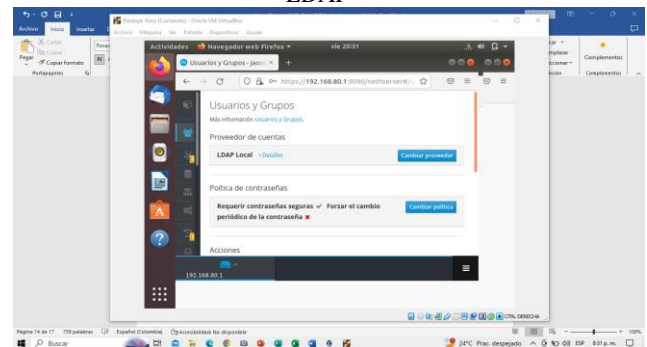 LDAP
Archivo Inicio Insertar
Desktops Yony (Corriendo) - Oracle VM VirtualBox
Archivo Máquina Ver Entrada Dispositivos Ayuda
Cortar
Copiar
Pegar
Copiar formato
Portapapeles
Complementos
Complementos
Actividades Navegador web Firefox vie 20:31
Usuarios y Grupos - jaco
https://192.168.80.1:9090/nethserver#/
Usuarios y Grupos
Más información Usuarios y Grupos.
Proveedor de cuentas
LDAP Local Detalles Cambiar proveedor
Política de contraseñas
Requerir contraseñas seguras ✔ Forzar el cambio
periódico de la contraseña ✖
Cambiar política
Acciones
192.168.80.1
CTRL DERECHA
Página 14 de 17 Español (Colombia) Accesibilidad: No disponible 100%
Buscar 24°C Prac. despejado ESP 8:31 p. m.